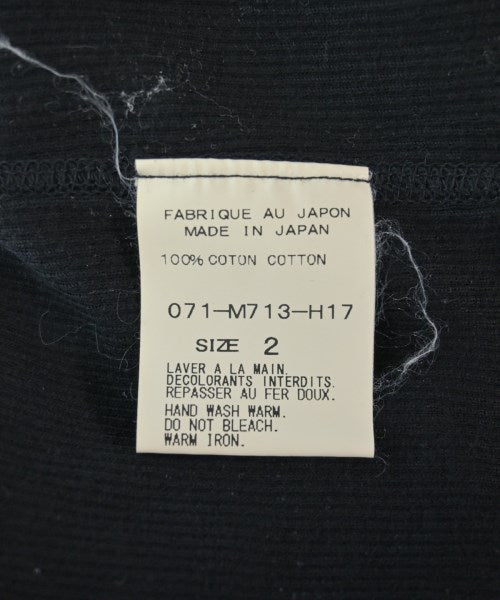 FABRIQUE AU JAPON
MADE IN JAPAN
100% COTON COTTON
071-M713-H17
SIZE 2
LAVER A LA MAIN.
DECOLORANTS INTERDITS.
REPASSER AU FER DOUX.
HAND WASH WARM.
DO NOT BLEACH.
WARM IRON.